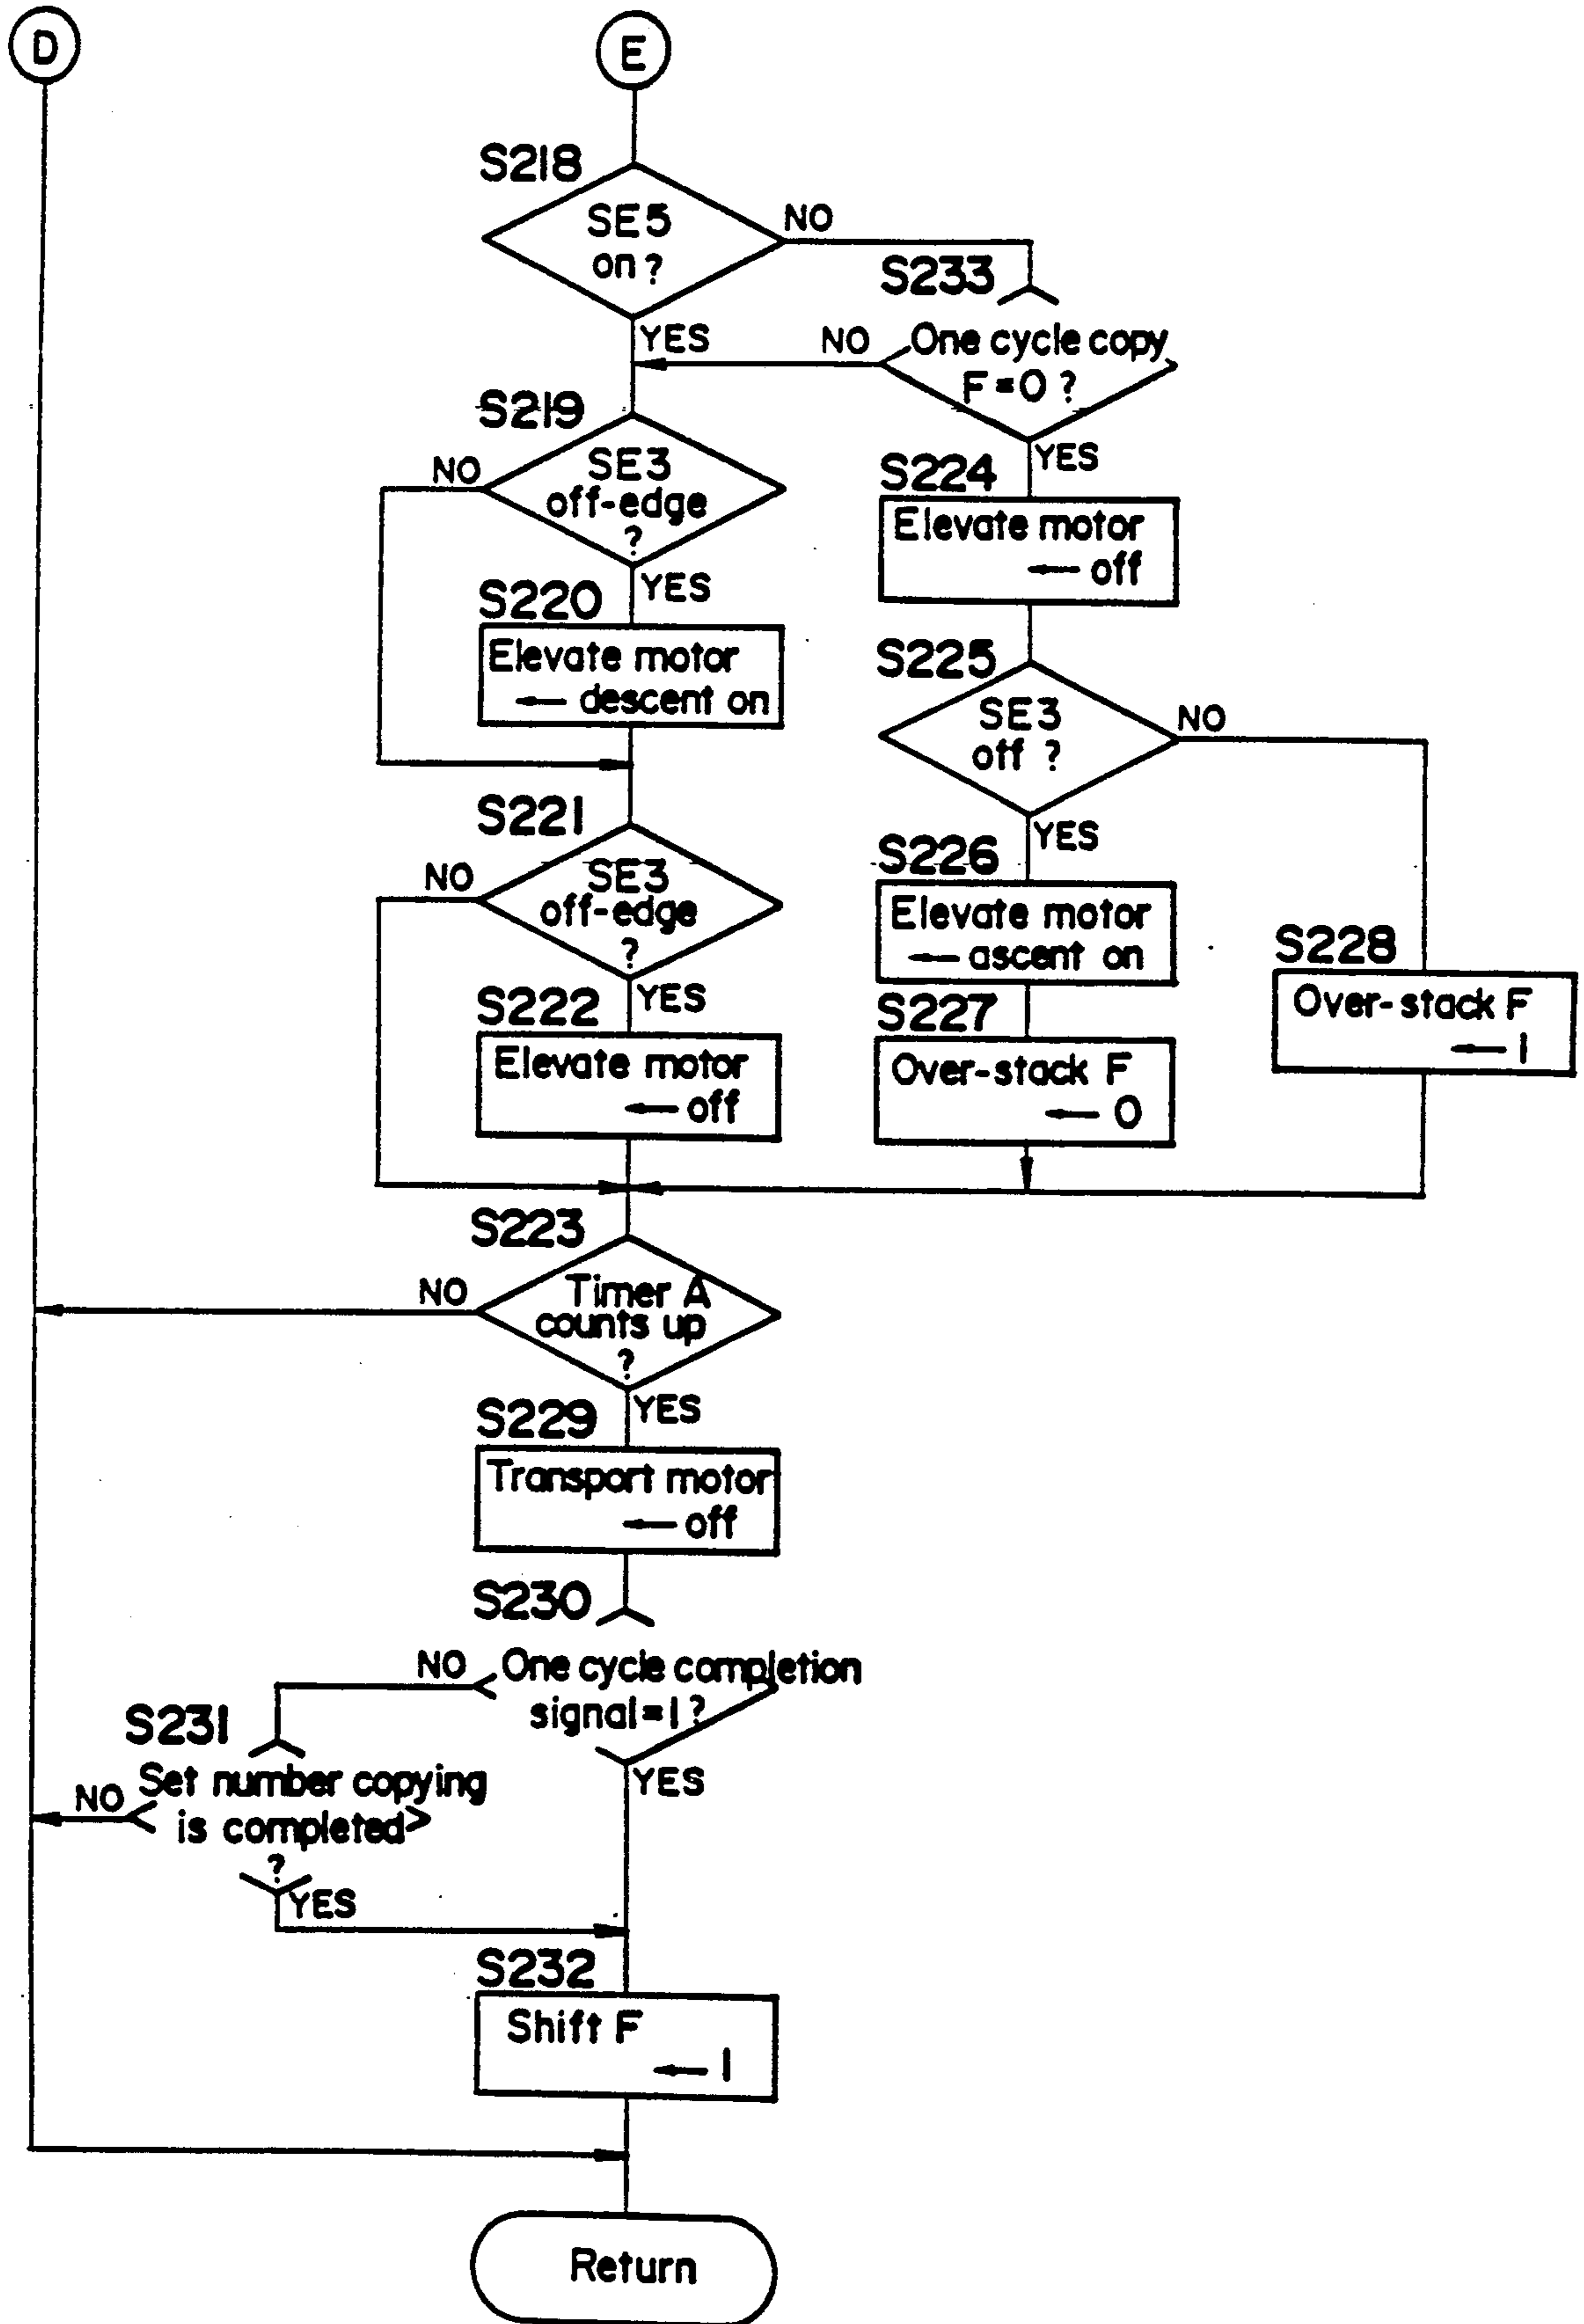 D
E
S218
SE5
on ?
NO
YES
S233
One cycle copy
F=0 ?
NO
YES
S219
SE3
off-edge
?
NO
YES
S220
Elevate motor
← descent on
S224
Elevate motor
← off
S225
SE3
off ?
NO
YES
S221
SE3
off-edge
?
NO
YES
S226
Elevate motor
← ascent on
S228
Over-stack F
← 1
S222
Elevate motor
← off
S227
Over-stack F
← 0
S223
Timer A
counts up
?
NO
YES
S229
Transport motor
← off
S230
One cycle completion
signal=1?
NO
YES
S231
Set number copying
is completed
?
NO
YES
S232
Shift F
← 1
Return